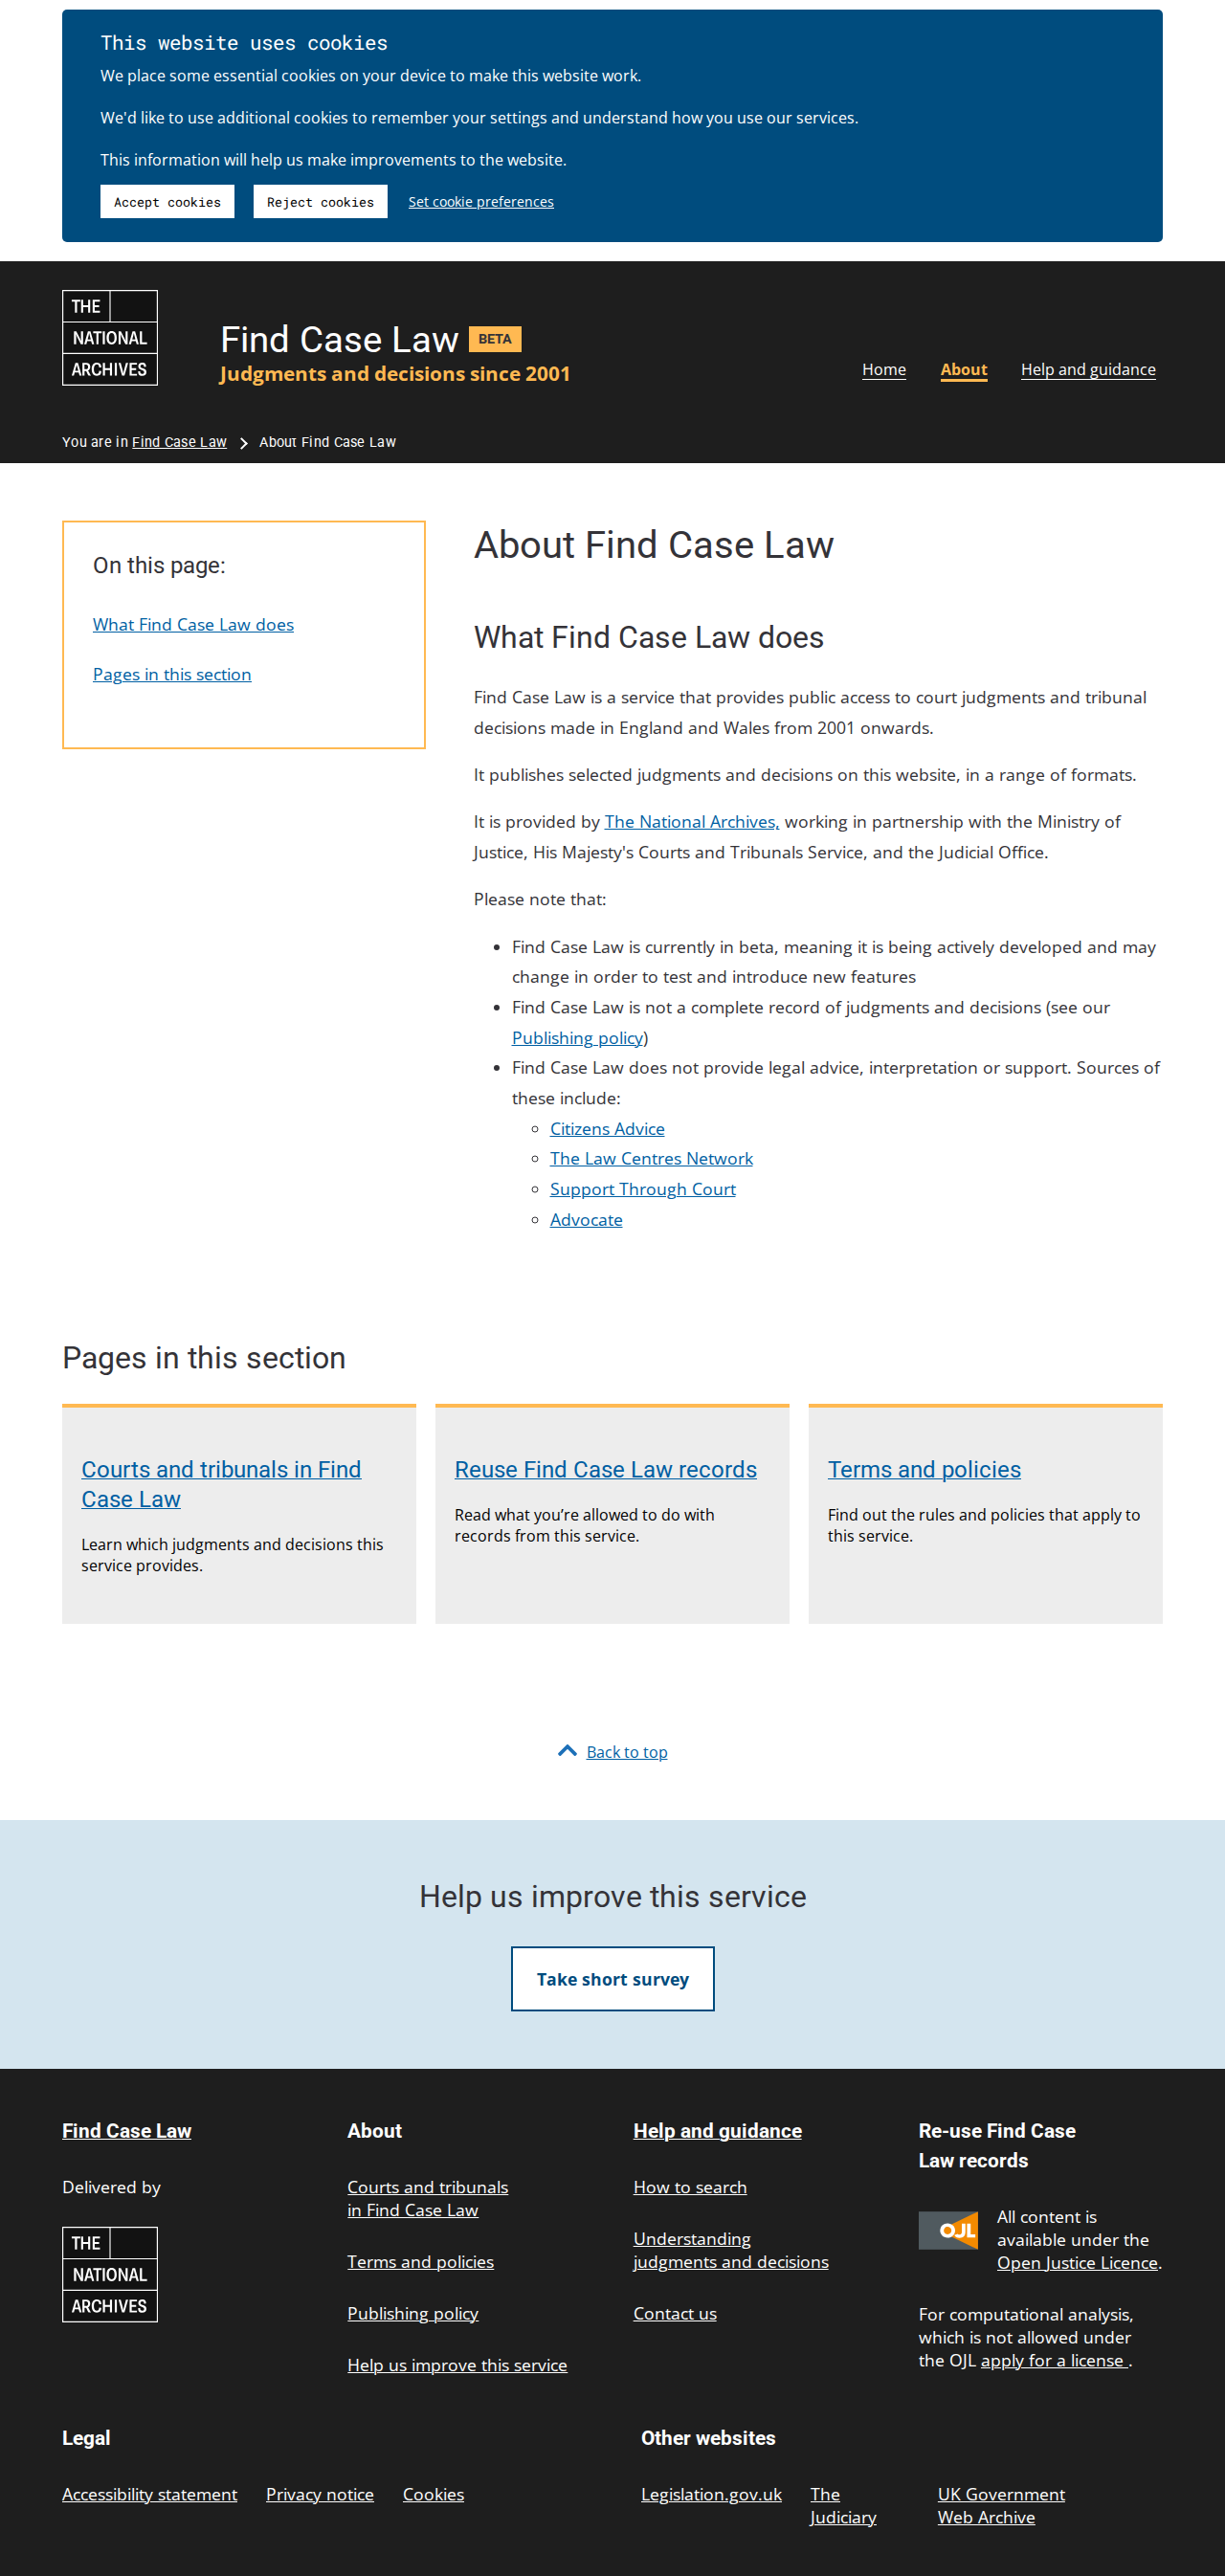 This website uses cookies
We place some essential cookies on your device to make this website work.
We'd like to use additional cookies to remember your settings and understand how you use our services.
This information will help us make improvements to the website.
Accept cookies
Reject cookies
Set cookie preferences
THE
NATIONAL
ARCHIVES
Find Case Law BETA
Judgments and decisions since 2001
Home
About
Help and guidance
You are in Find Case Law
About Find Case Law
On this page:
What Find Case Law does
Pages in this section
About Find Case Law
What Find Case Law does
Find Case Law is a service that provides public access to court judgments and tribunal
decisions made in England and Wales from 2001 onwards.
It publishes selected judgments and decisions on this website, in a range of formats.
It is provided by The National Archives, working in partnership with the Ministry of
Justice, His Majesty's Courts and Tribunals Service, and the Judicial Office.
Please note that:
• Find Case Law is currently in beta, meaning it is being actively developed and may
change in order to test and introduce new features
• Find Case Law is not a complete record of judgments and decisions (see our
Publishing policy)
• Find Case Law does not provide legal advice, interpretation or support. Sources of
these include:
◦ Citizens Advice
◦ The Law Centres Network
◦ Support Through Court
◦ Advocate
Pages in this section
Courts and tribunals in Find
Case Law
Learn which judgments and decisions this
service provides.
Reuse Find Case Law records
Read what you’re allowed to do with
records from this service.
Terms and policies
Find out the rules and policies that apply to
this service.
Back to top
Help us improve this service
Take short survey
Find Case Law
Delivered by
THE
NATIONAL
ARCHIVES
About
Courts and tribunals
in Find Case Law
Terms and policies
Publishing policy
Help us improve this service
Help and guidance
How to search
Understanding
judgments and decisions
Contact us
Re-use Find Case
Law records
OJL
All content is
available under the
Open Justice Licence.
For computational analysis,
which is not allowed under
the OJL apply for a license .
Legal
Accessibility statement
Privacy notice
Cookies
Other websites
Legislation.gov.uk
The
Judiciary
UK Government
Web Archive